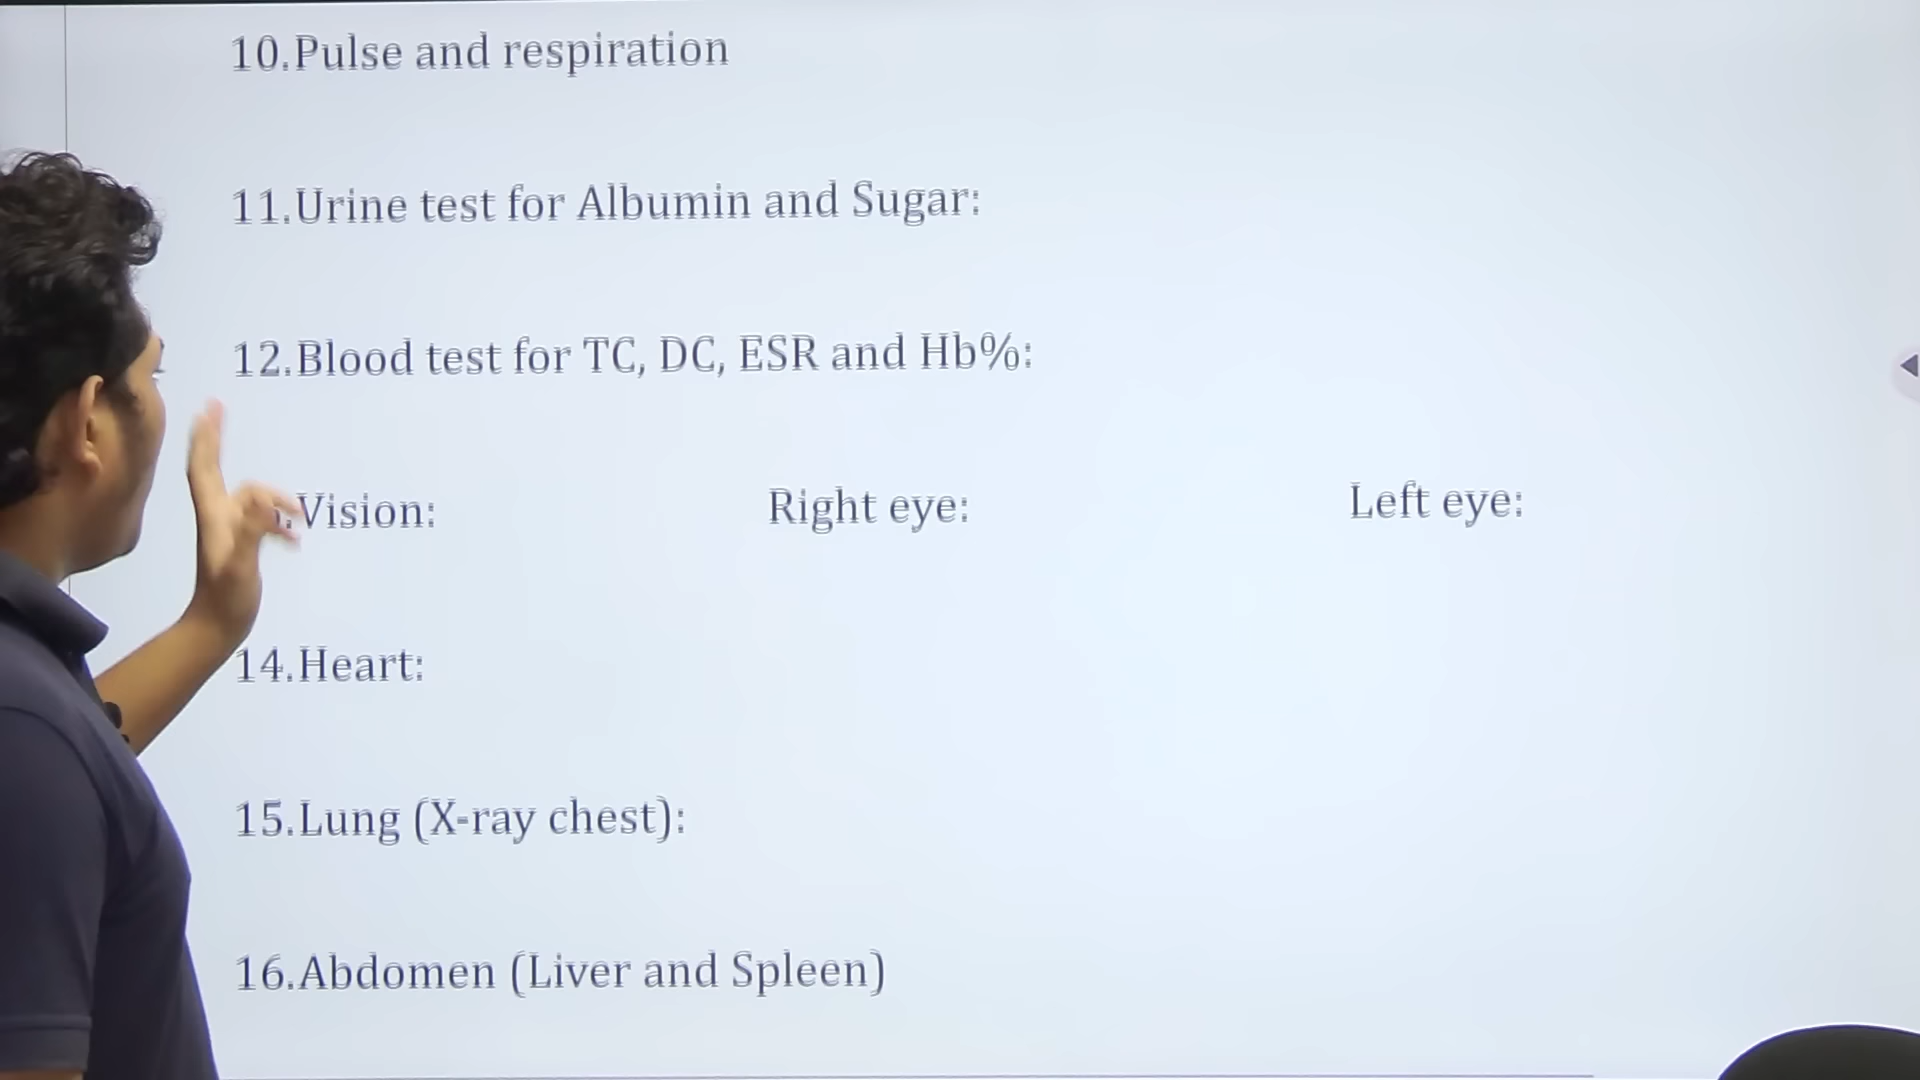 10.Pulse and respiration
11.Urine test for Albumin and Sugar:
12.Blood test for TC, DC, ESR and Hb%:
.Vision: Right eye: Left eye:
14.Heart:
15.Lung (X-ray chest):
16.Abdomen (Liver and Spleen)